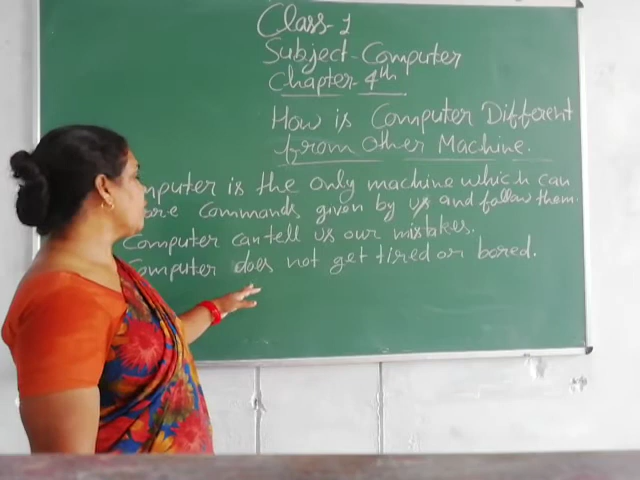 Class-1
Subject-Computer
Chapter-4th
How is Computer Different
from Other Machine.
mputer is the only machine which can
ore commands given by us and follow them.
Computer can tell us our mistakes.
Computer does not get tired or bored.